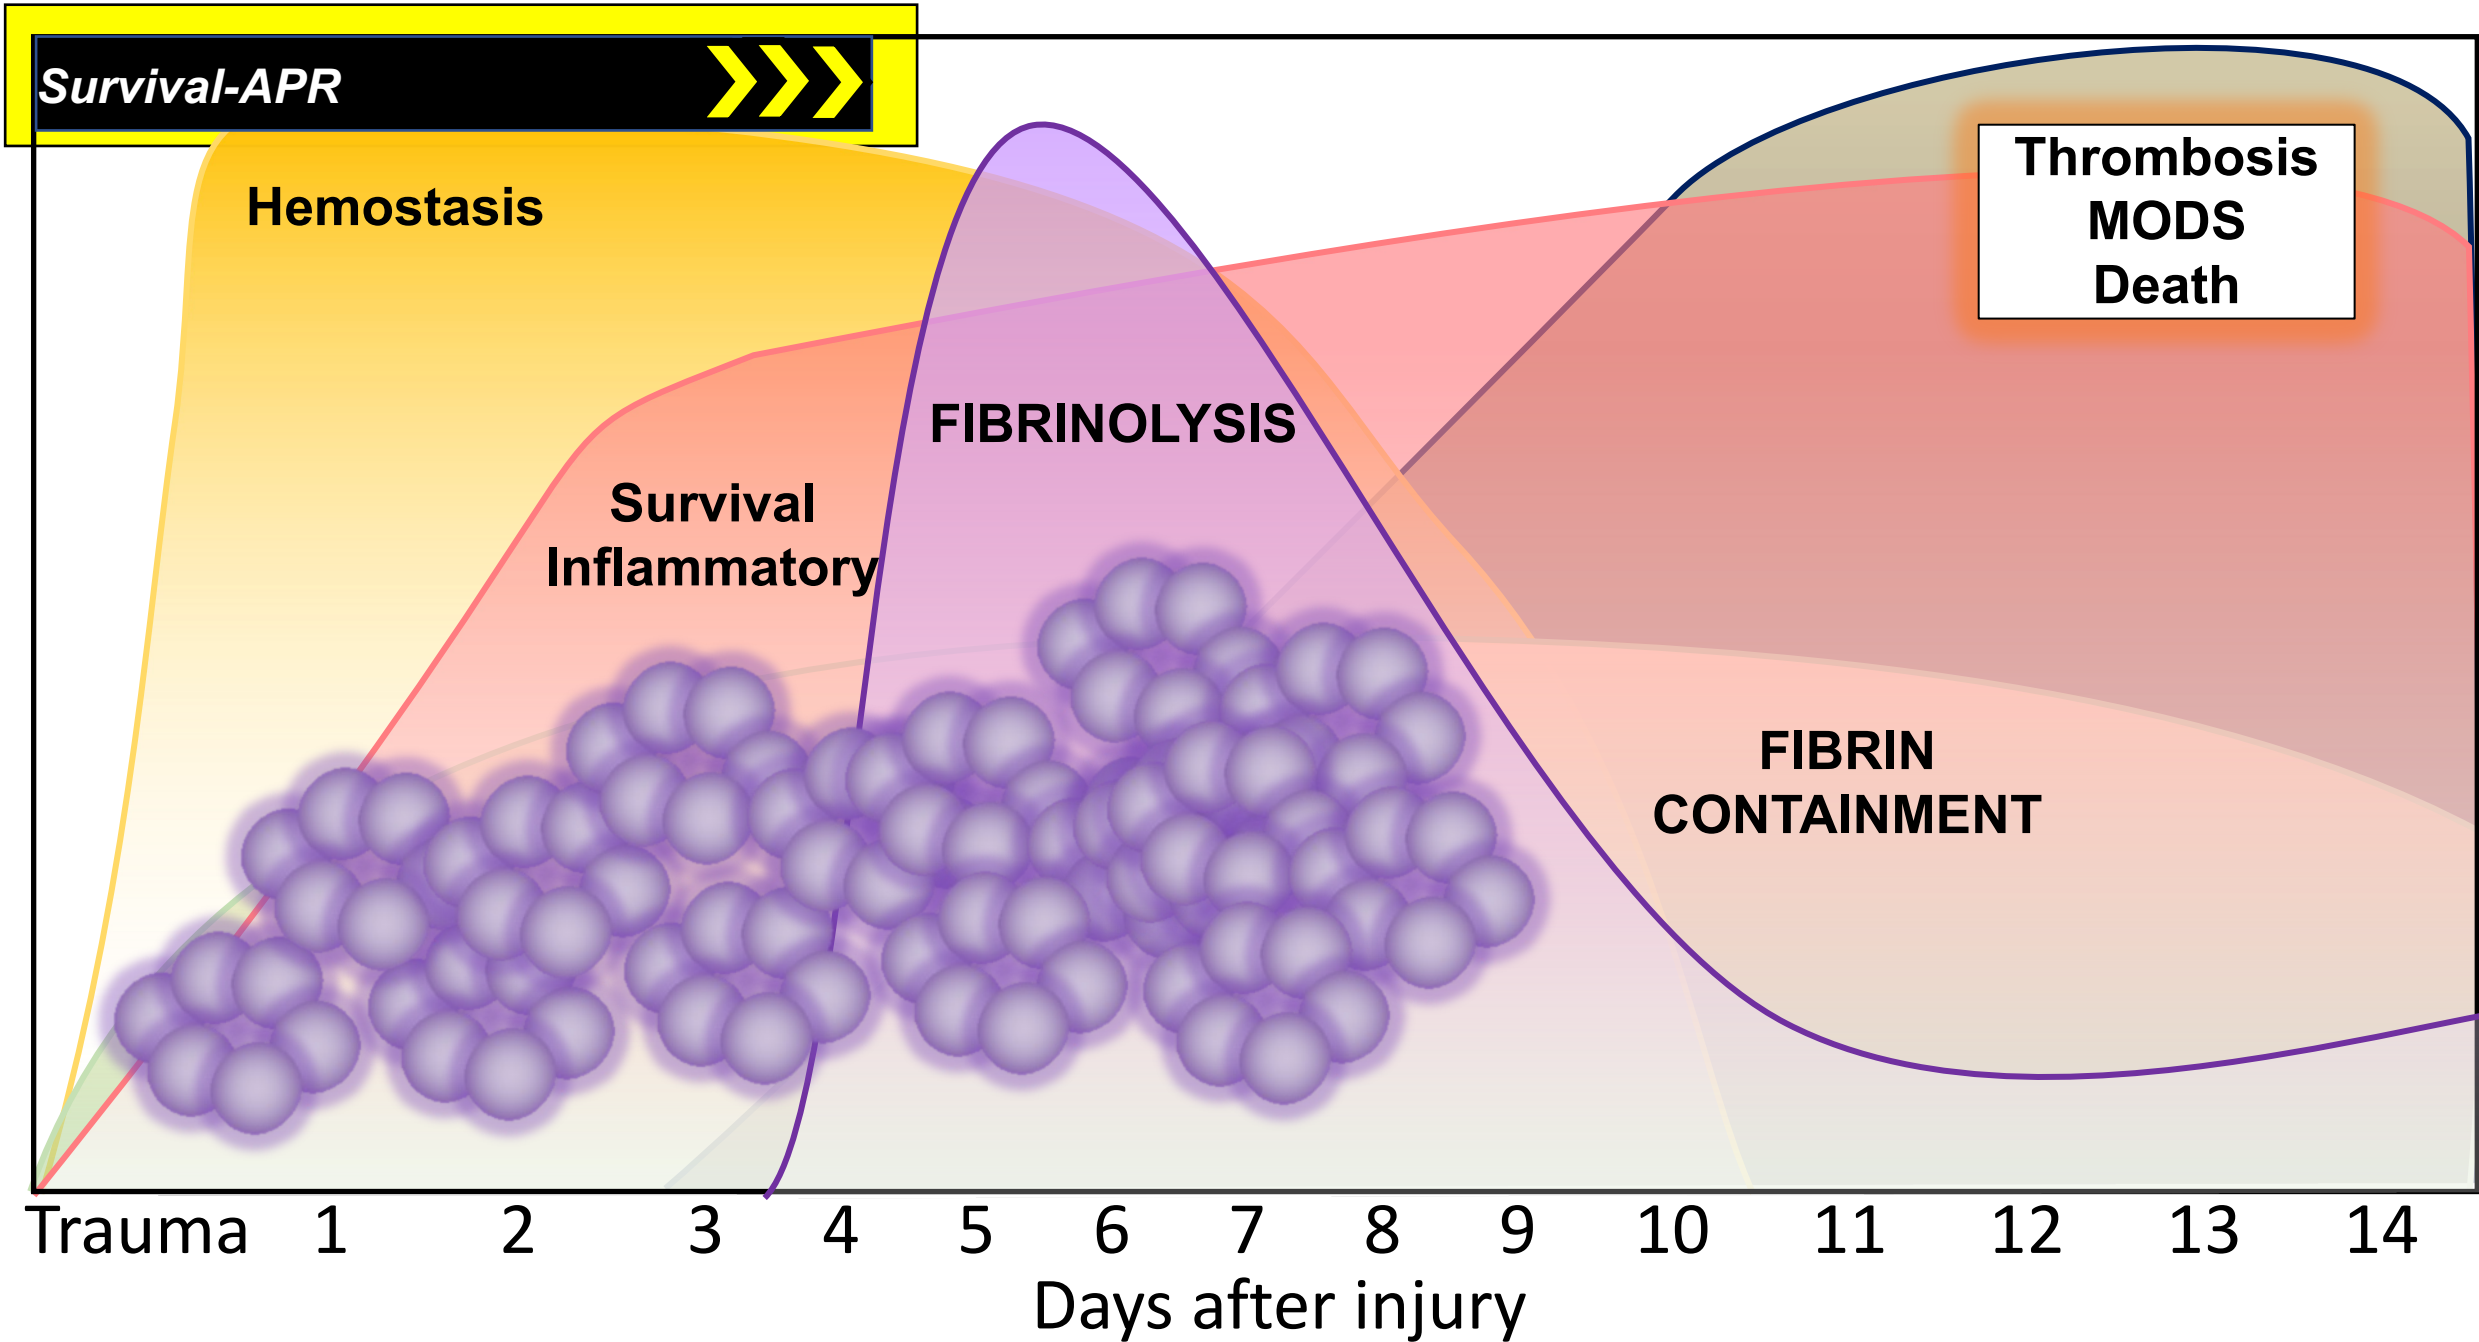 Survival-APR
Hemostasis
Thrombosis
MODS
Death
FIBRINOLYSIS
Survival
Inflammatory
FIBRIN
CONTAINMENT
Trauma 1 2 3 4 5 6 7 8 9 10 11 12 13 14
Days after injury